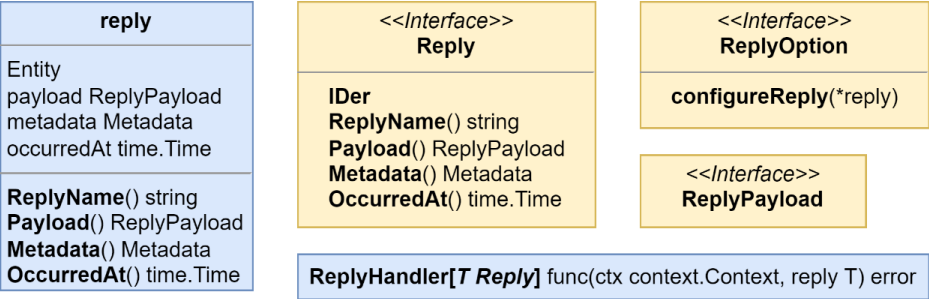 reply
Entity
payload ReplyPayload
metadata Metadata
occurredAt time.Time
ReplyName() string
Payload() ReplyPayload
Metadata() Metadata
OccurredAt() time.Time
<<Interface>>
Reply
IDer
ReplyName() string
Payload() ReplyPayload
Metadata() Metadata
OccurredAt() time.Time
<<Interface>>
ReplyOption
configureReply(*reply)
<<Interface>>
ReplyPayload
ReplyHandler[T Reply] func(ctx context.Context, reply T) error